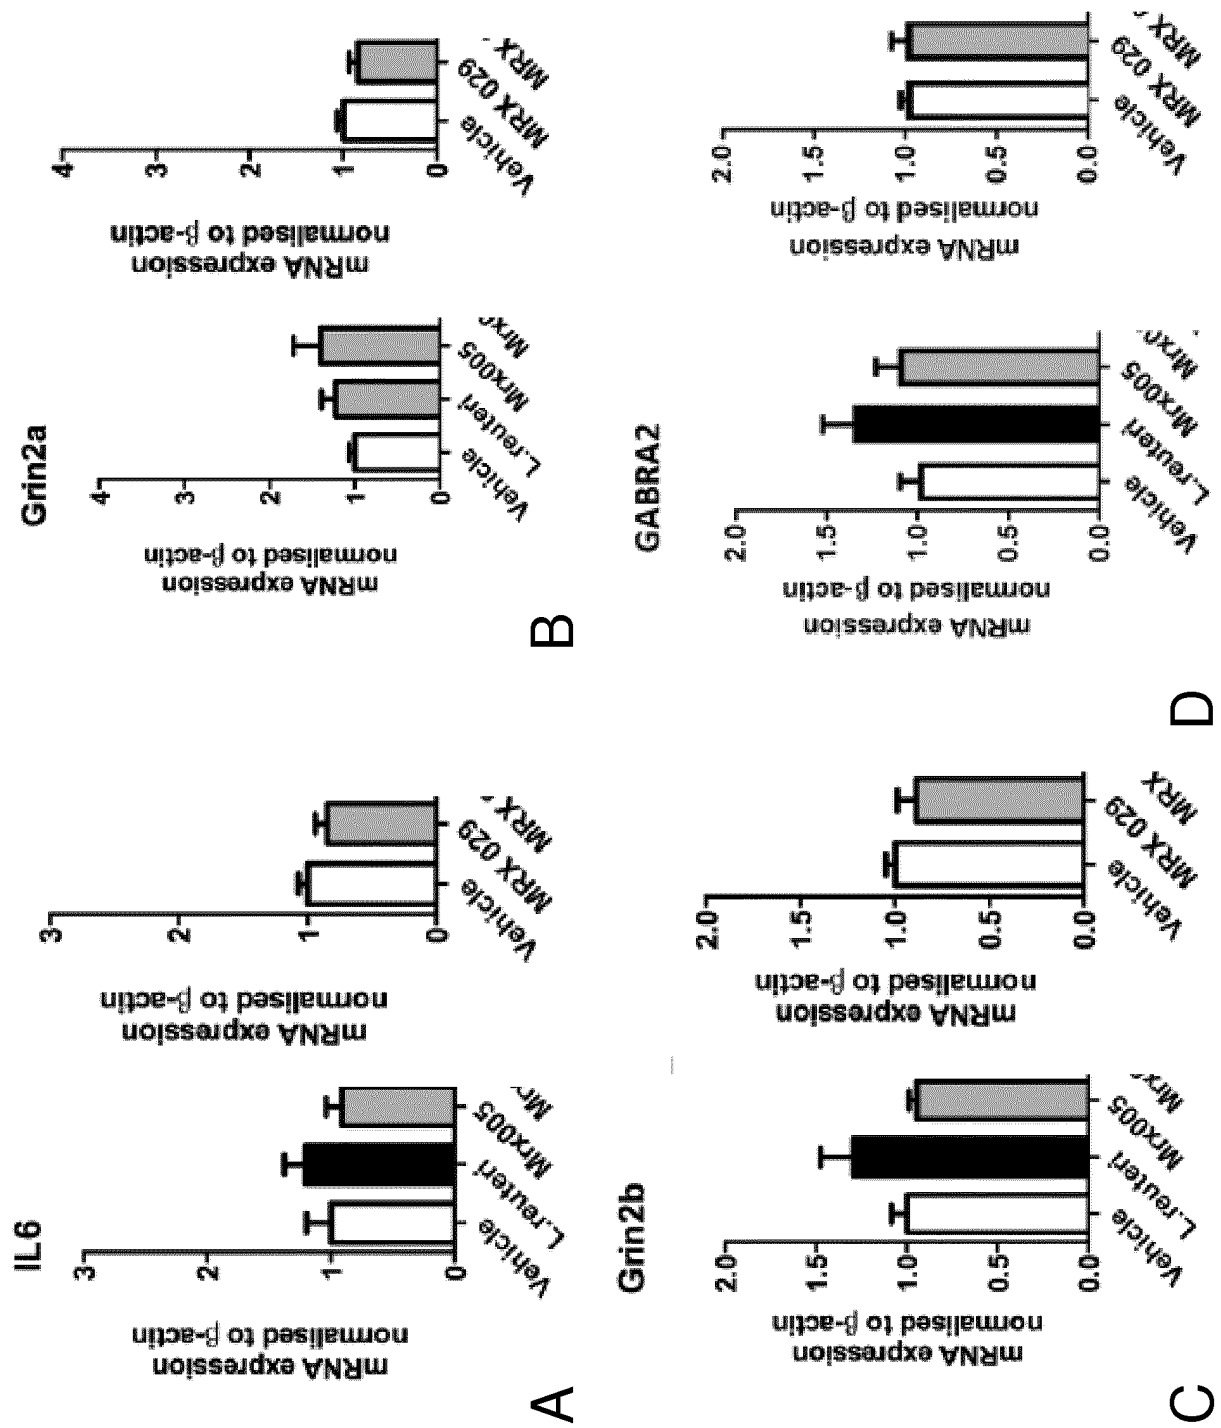 A
IL6
mRNA expression
normalised to β-actin
3
2
1
0
Vehicle
L.reuteri
Mrx005
mRNA expression
normalised to β-actin
3
2
1
0
Vehicle
MRX 029
MRX
B
Grin2a
mRNA expression
normalised to β-actin
4
3
2
1
0
Vehicle
L.reuteri
Mrx005
mRNA expression
normalised to β-actin
4
3
2
1
0
Vehicle
MRX 029
MRX
C
Grin2b
mRNA expression
normalised to β-actin
2.0
1.5
1.0
0.5
0.0
Vehicle
L.reuteri
Mrx005
mRNA expression
normalised to β-actin
2.0
1.5
1.0
0.5
0.0
Vehicle
MRX 029
MRX
D
GABRA2
mRNA expression
normalised to β-actin
2.0
1.5
1.0
0.5
0.0
Vehicle
L.reuteri
Mrx005
mRNA expression
normalised to β-actin
2.0
1.5
1.0
0.5
0.0
Vehicle
MRX 029
MRX